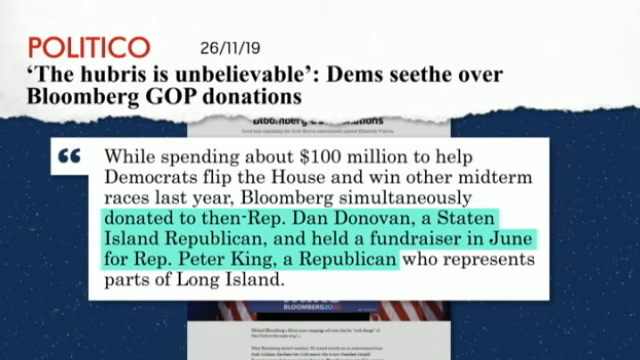 POLITICO
26/11/19
‘The hubris is unbelievable’: Dems seethe over
Bloomberg GOP donations
“
While spending about $100 million to help
Democrats flip the House and win other midterm
races last year, Bloomberg simultaneously
donated to then-Rep. Dan Donovan, a Staten
Island Republican, and held a fundraiser in June
for Rep. Peter King, a Republican who represents
parts of Long Island.
BLOOMBERG2020